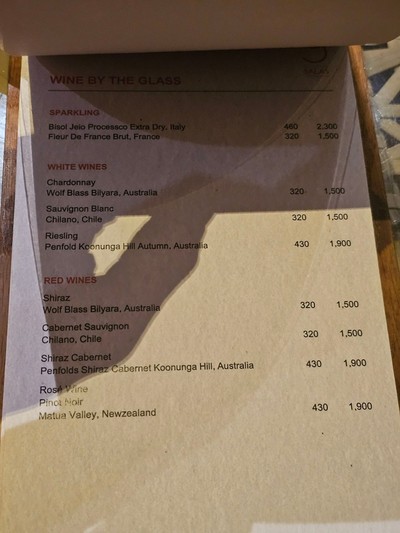 WINE BY THE GLASS
SPARKLING
Bisol Jeio Processco Extra Dry, Italy 460 2,300
Fleur De France Brut, France 320 1,500
WHITE WINES
Chardonnay
Wolf Blass Bilyara, Australia 320 1,500
Sauvignon Blanc
Chilano, Chile 320 1,500
Riesling
Penfold Koonunga Hill Autumn, Australia 430 1,900
RED WINES
Shiraz
Wolf Blass Bilyara, Australia 320 1,500
Cabernet Sauvignon
Chilano, Chile 320 1,500
Shiraz Cabernet
Penfolds Shiraz Cabernet Koonunga Hill, Australia 430 1,900
Rosé Wine
Pinot Noir
Matua Valley, Newzealand 430 1,900